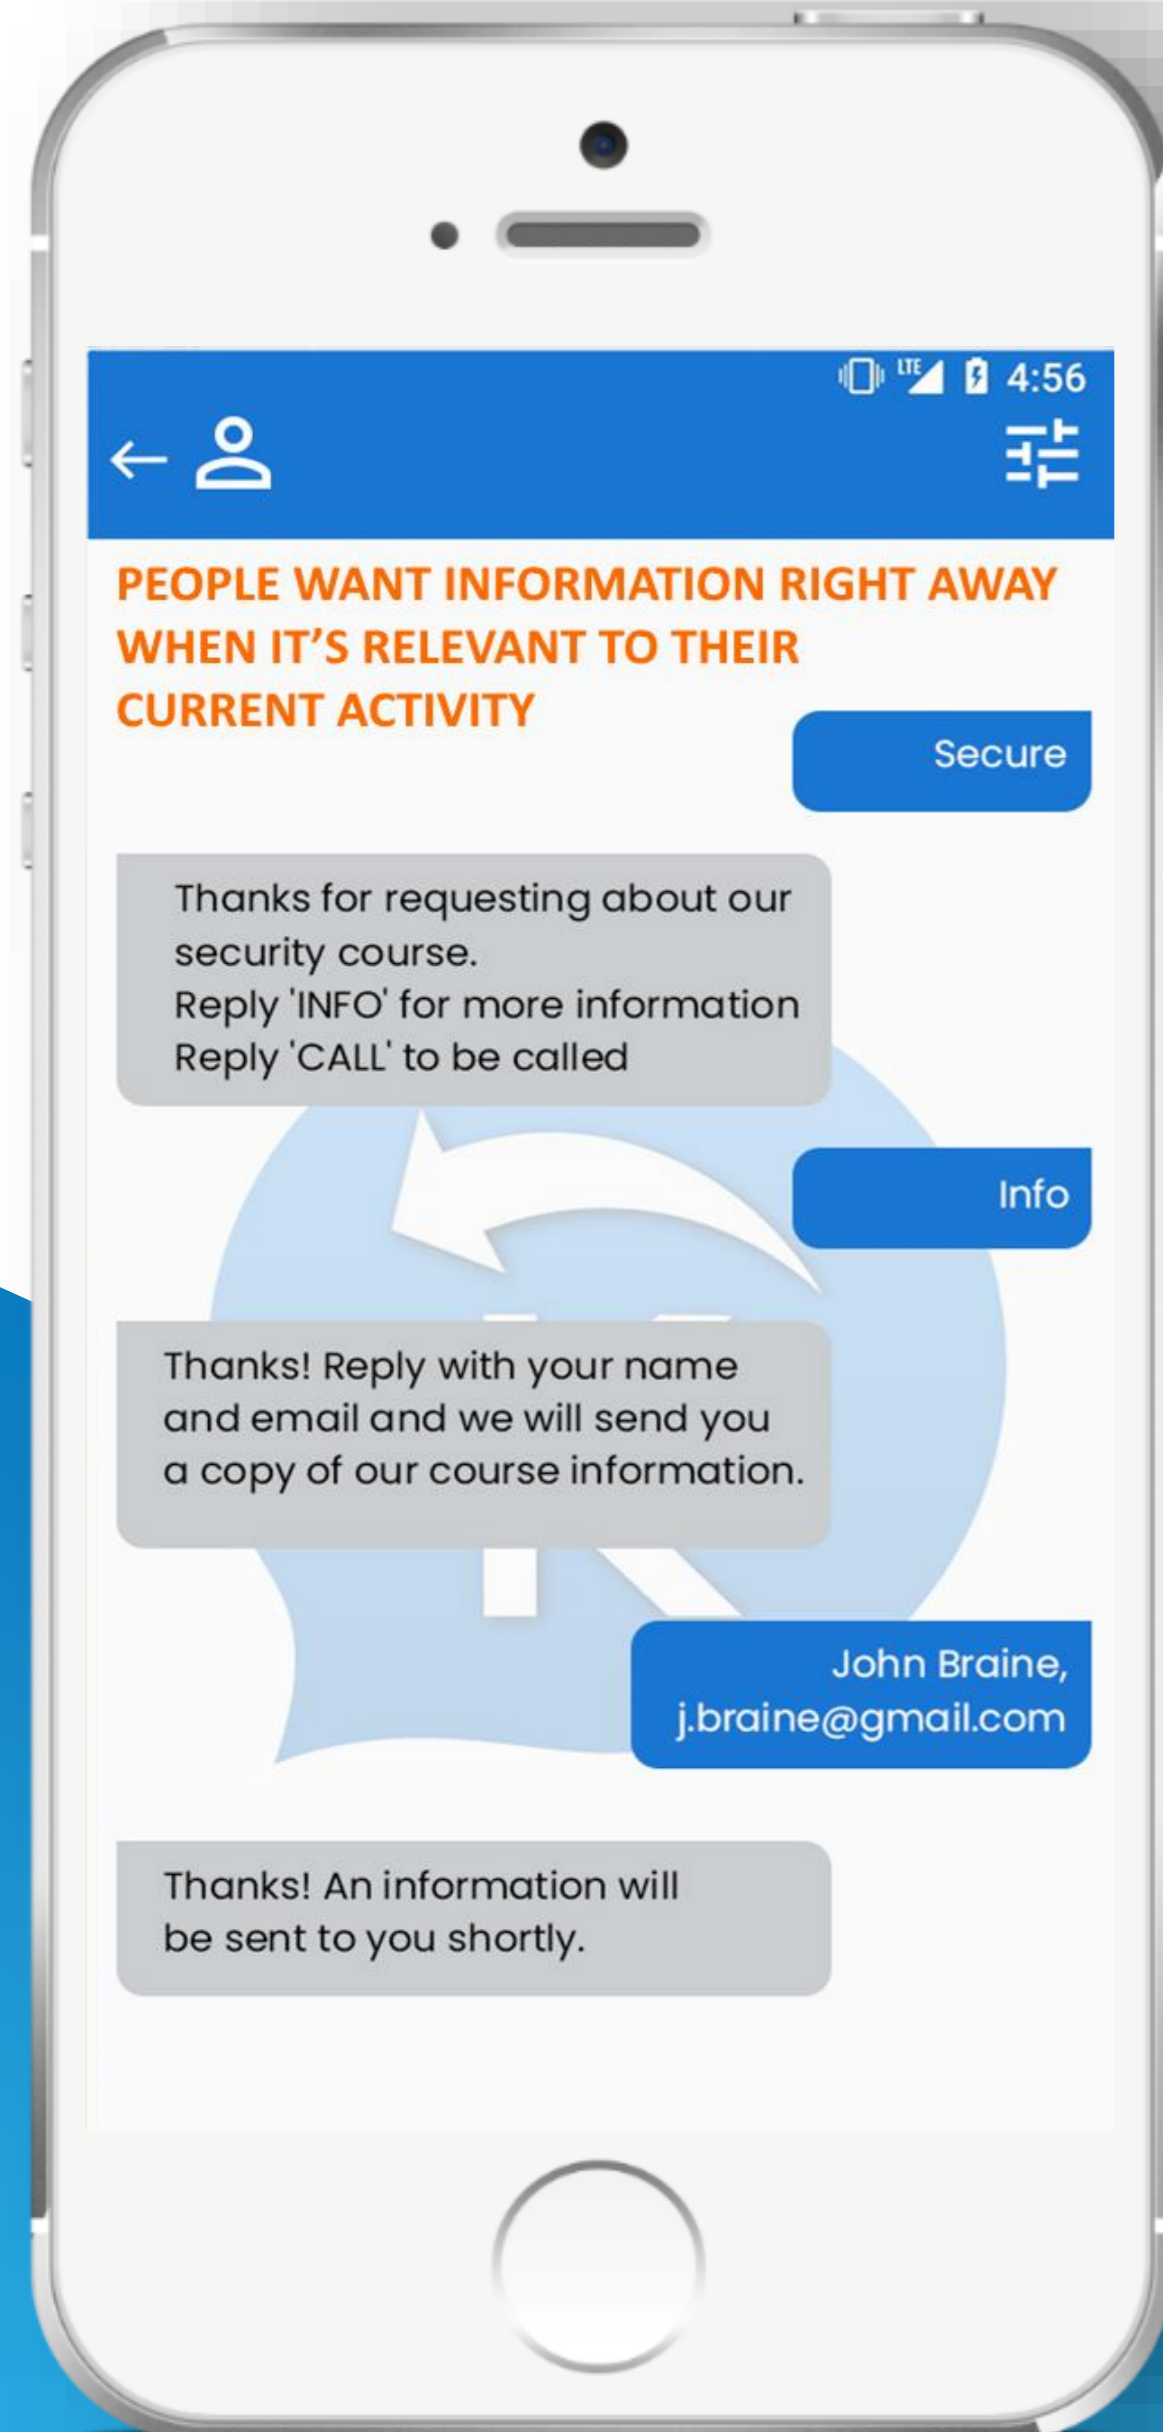 LTE 4:56
PEOPLE WANT INFORMATION RIGHT AWAY
WHEN IT’S RELEVANT TO THEIR
CURRENT ACTIVITY
Secure
Thanks for requesting about our
security course.
Reply 'INFO' for more information
Reply 'CALL' to be called
Info
K
Thanks! Reply with your name
and email and we will send you
a copy of our course information.
John Braine,
j.braine@gmail.com
Thanks! An information will
be sent to you shortly.